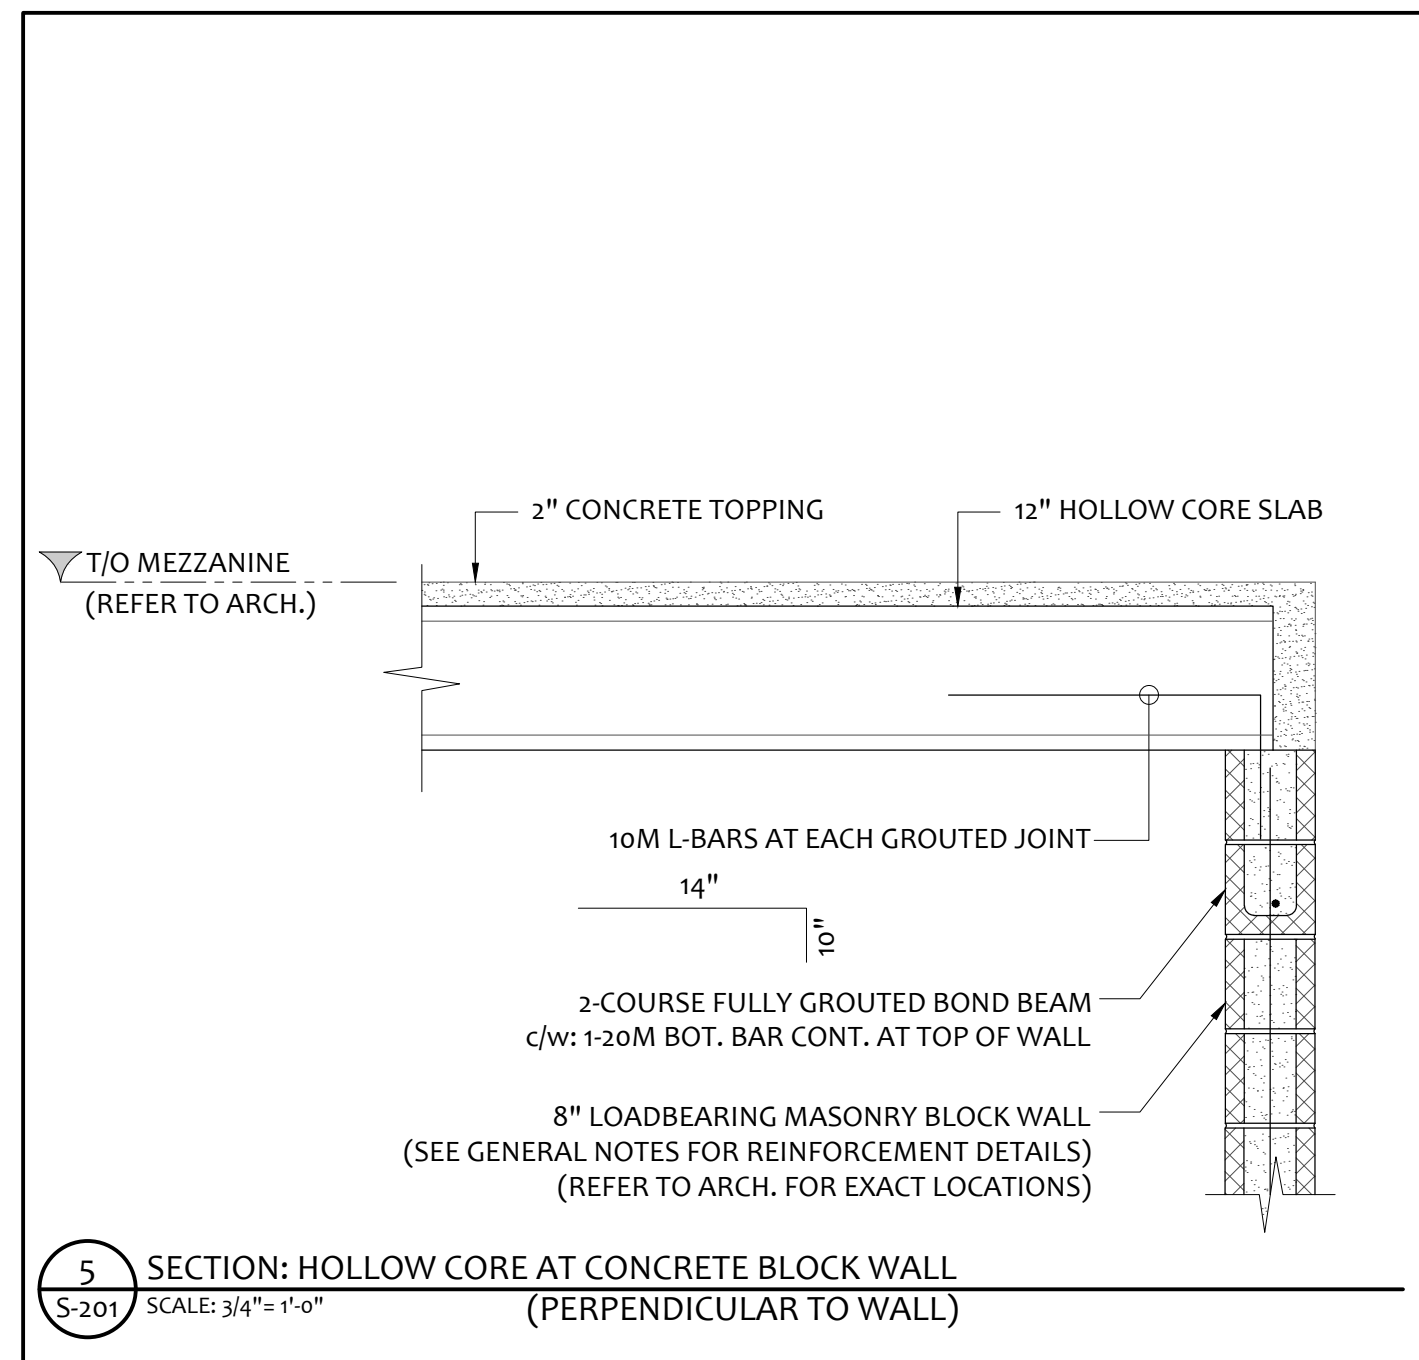 2" CONCRETE TOPPING
12" HOLLOW CORE SLAB
T/O MEZZANINE
(REFER TO ARCH.)
10M L-BARS AT EACH GROUTED JOINT
14"
10"
2-COURSE FULLY GROUTED BOND BEAM
c/w: 1-20M BOT. BAR CONT. AT TOP OF WALL
8" LOADBEARING MASONRY BLOCK WALL
(SEE GENERAL NOTES FOR REINFORCEMENT DETAILS)
(REFER TO ARCH. FOR EXACT LOCATIONS)
5
SECTION: HOLLOW CORE AT CONCRETE BLOCK WALL
S-201
SCALE: 3/4"= 1'-0"
(PERPENDICULAR TO WALL)